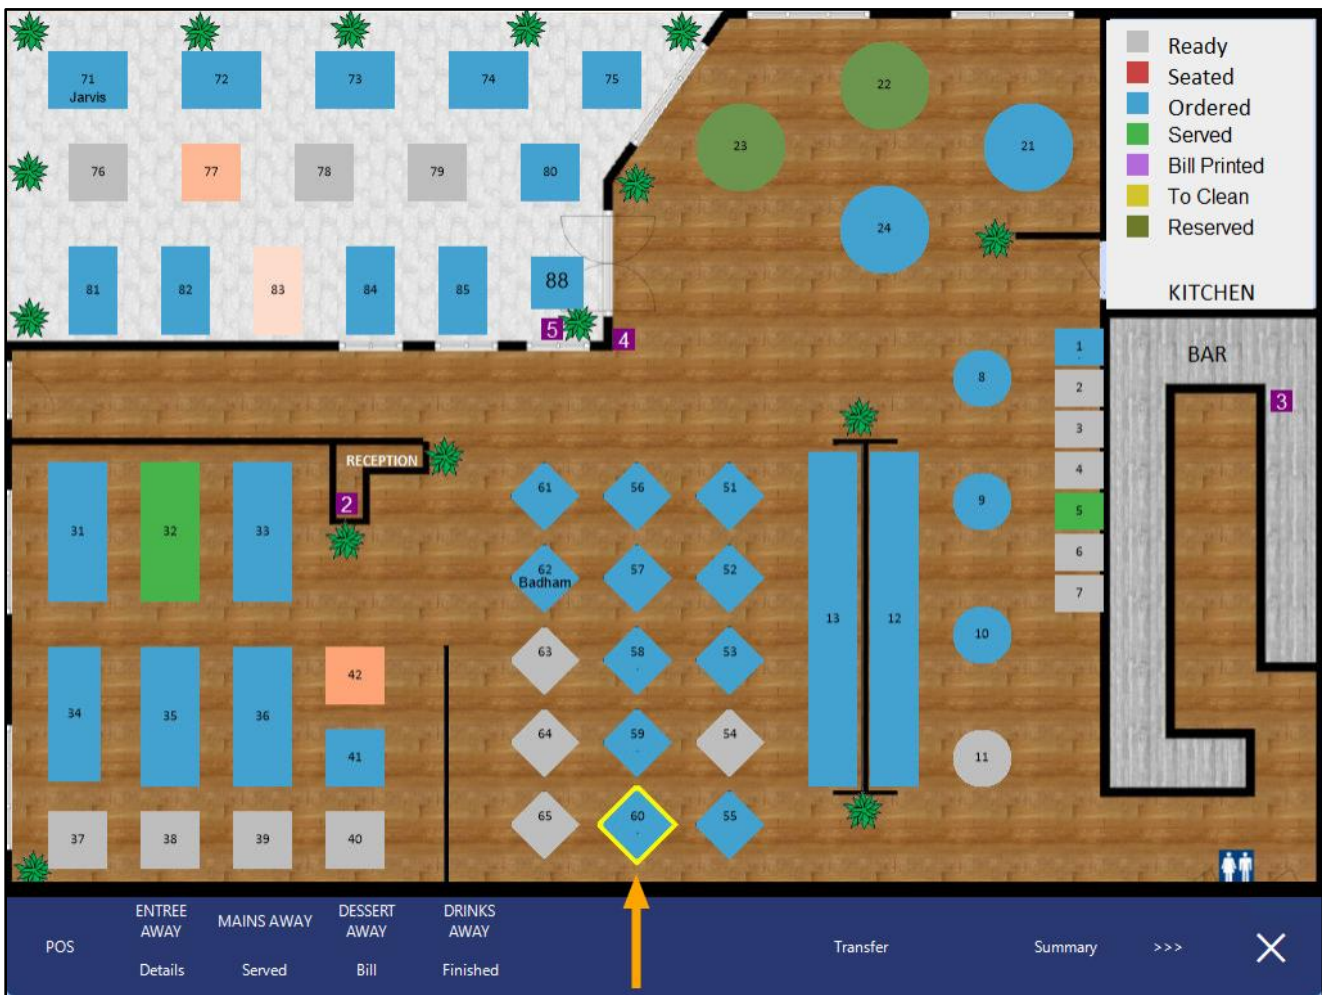 71
Jarvis
72
73
74
75
76
77
78
79
80
81
82
83
84
85
88
5
4
22
23
21
24
Ready
Seated
Ordered
Served
Bill Printed
To Clean
Reserved
KITCHEN
BAR
3
1
2
3
4
5
6
7
8
9
10
11
RECEPTION
2
31
32
33
34
35
36
42
41
37
38
39
40
61
56
51
62
Badham
57
52
63
58
53
64
59
54
65
60
55
13
12
POS
ENTREE
AWAY
Details
MAINS AWAY
Served
DESSERT
AWAY
Bill
DRINKS
AWAY
Finished
Transfer
Summary
>>>